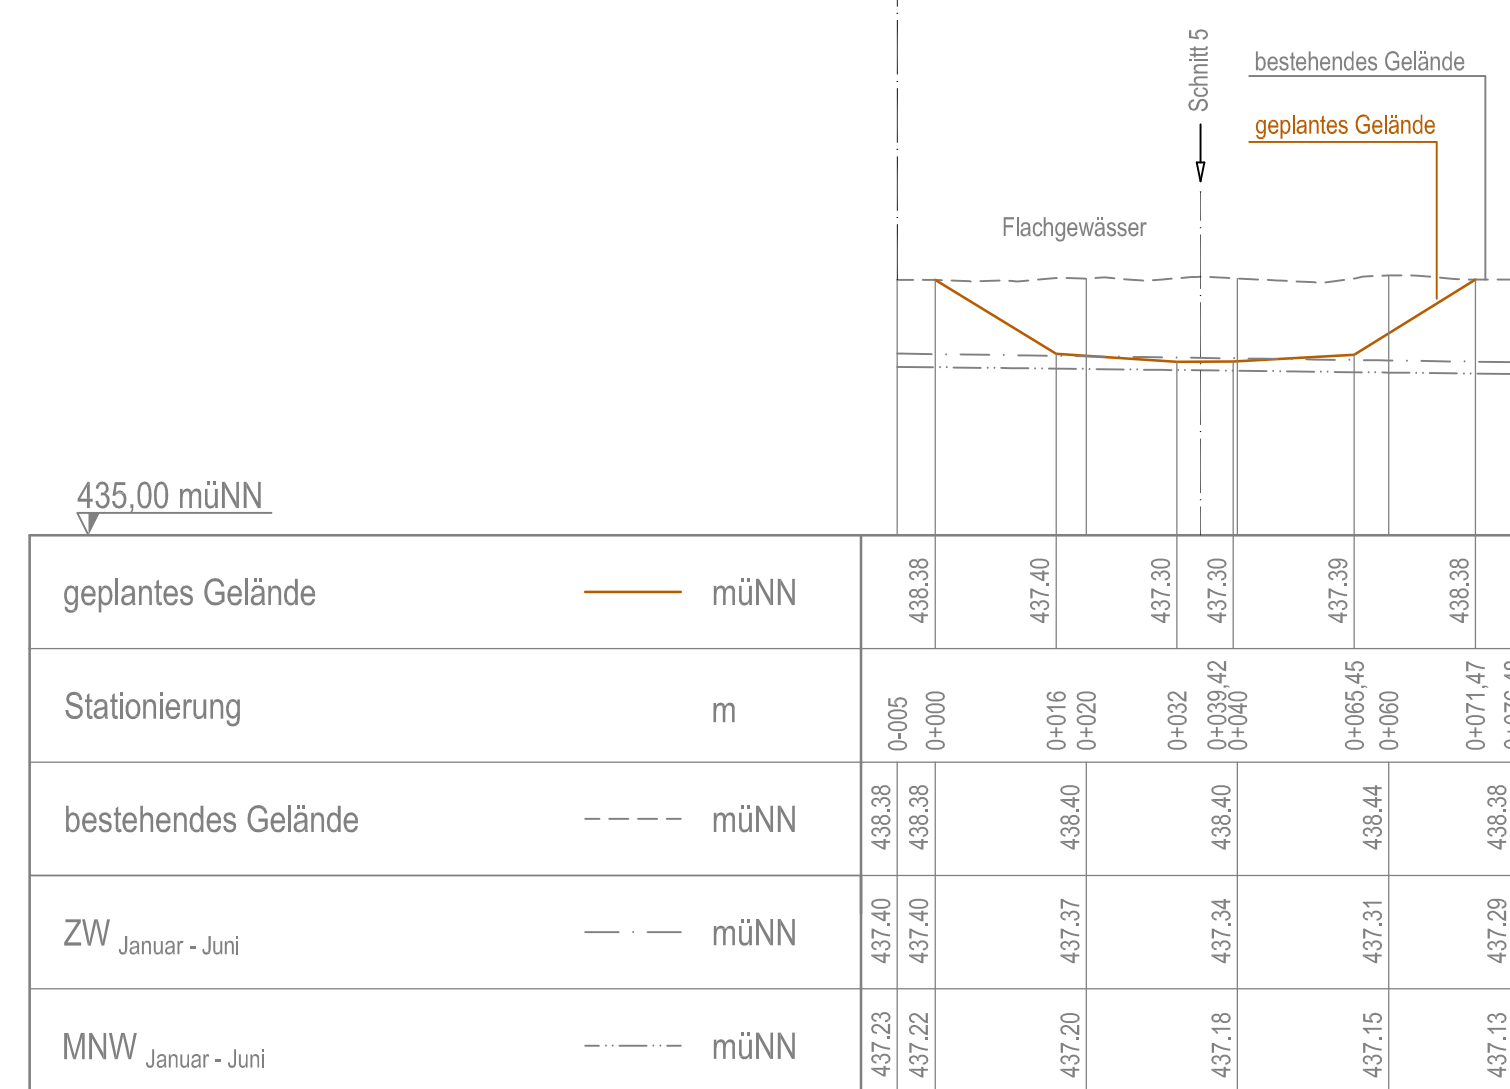 Schnitt 5
bestehendes Gelände
geplantes Gelände
Flachgewässer
435,00 müNN
geplantes Gelände müNN 438.38 437.40 437.30 437.30 437.39 438.38
Stationierung m 0-005 0+000 0+016 0+020 0+032 0+039,42 0+040 0+065,45 0+060 0+071,47
bestehendes Gelände müNN 438.38 438.38 438.40 438.40 438.44 438.38
ZW Januar - Juni müNN 437.40 437.40 437.37 437.34 437.31 437.29
MNW Januar - Juni müNN 437.23 437.22 437.20 437.18 437.15 437.13